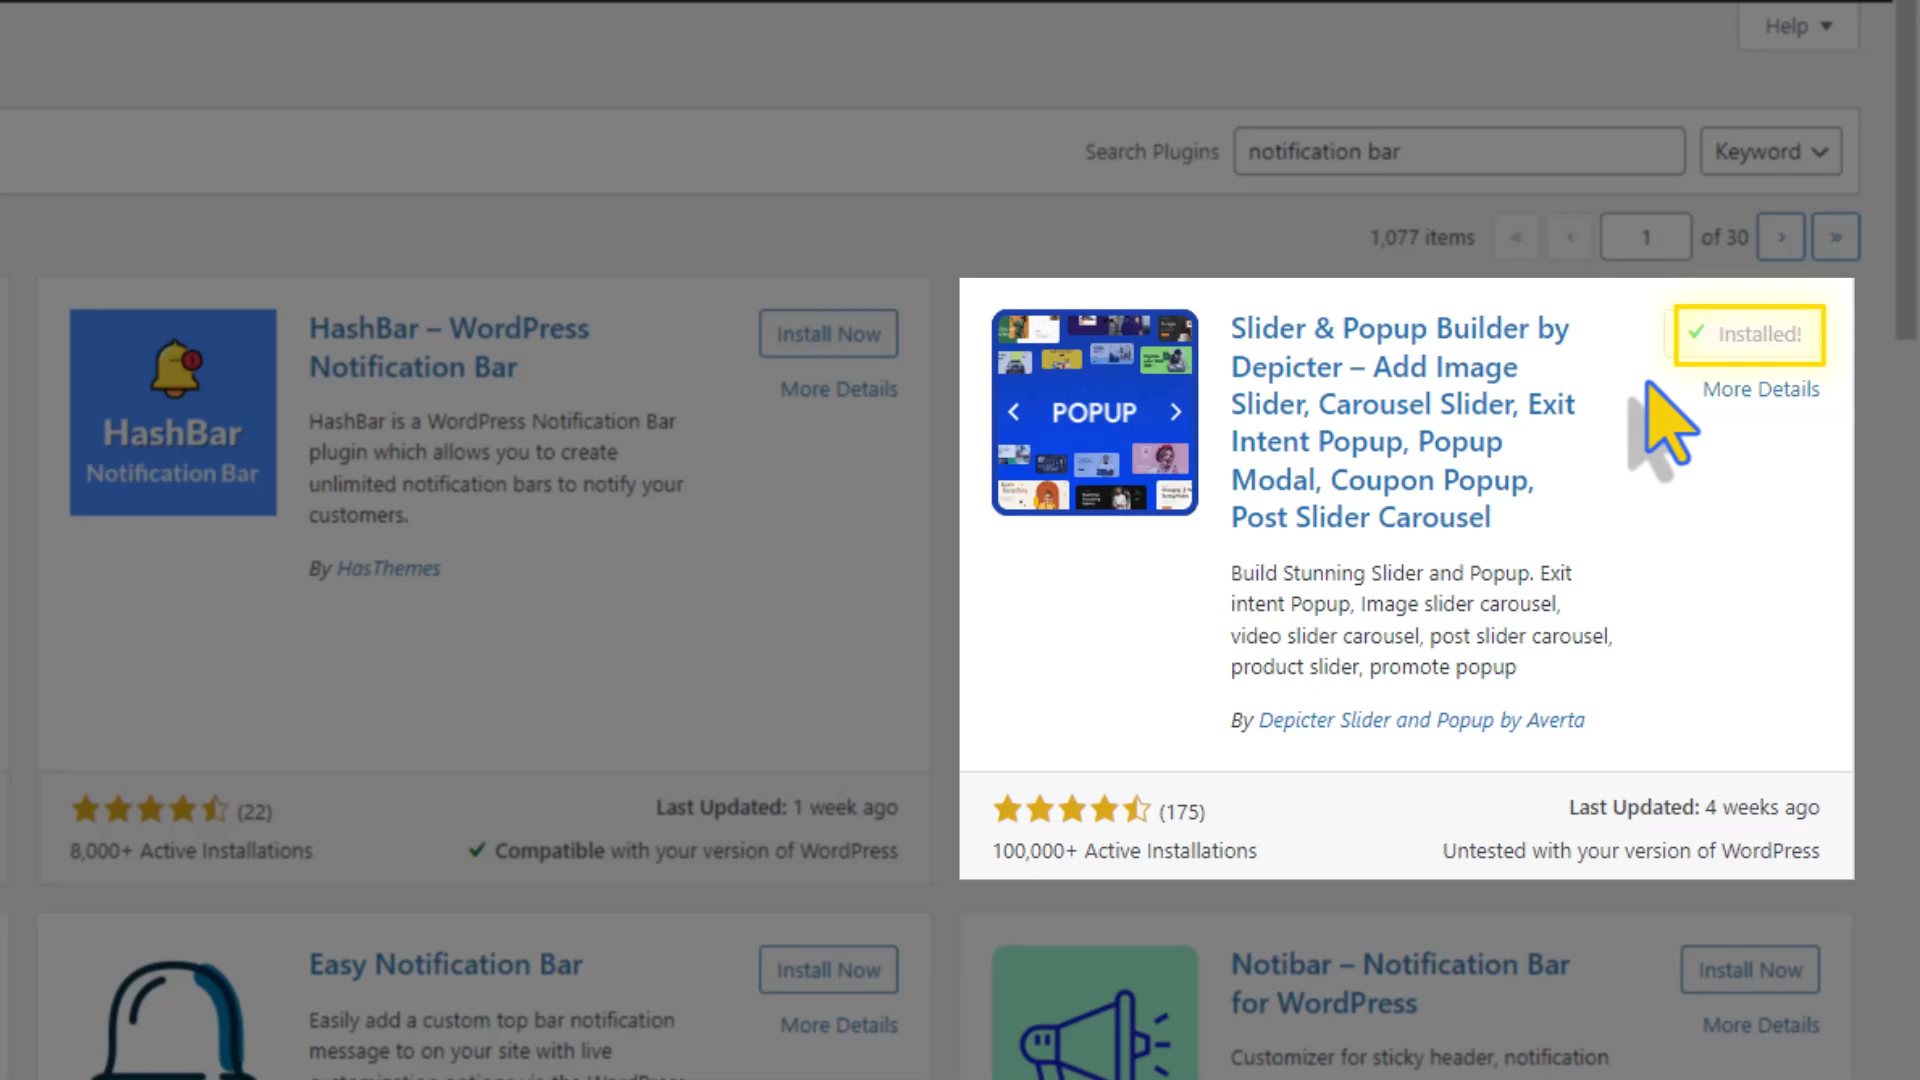 Help
Search Plugins notification bar Keyword
1,077 items « ‹ 1 of 30 › »
HashBar
Notification Bar
HashBar – WordPress
Notification Bar
Install Now
More Details
HashBar is a WordPress Notification Bar
plugin which allows you to create
unlimited notification bars to notify your
customers.
By HasThemes
(22)
Last Updated: 1 week ago
8,000+ Active Installations
✔ Compatible with your version of WordPress
POPUP
Slider & Popup Builder by
Depicter – Add Image
Slider, Carousel Slider, Exit
Intent Popup, Popup
Modal, Coupon Popup,
Post Slider Carousel
✓ Installed!
More Details
Build Stunning Slider and Popup. Exit
intent Popup, Image slider carousel,
video slider carousel, post slider carousel,
product slider, promote popup
By Depicter Slider and Popup by Averta
(175)
Last Updated: 4 weeks ago
100,000+ Active Installations
Untested with your version of WordPress
Easy Notification Bar
Install Now
More Details
Easily add a custom top bar notification
message to on your site with live
Notibar – Notification Bar
for WordPress
Install Now
More Details
Customizer for sticky header, notification